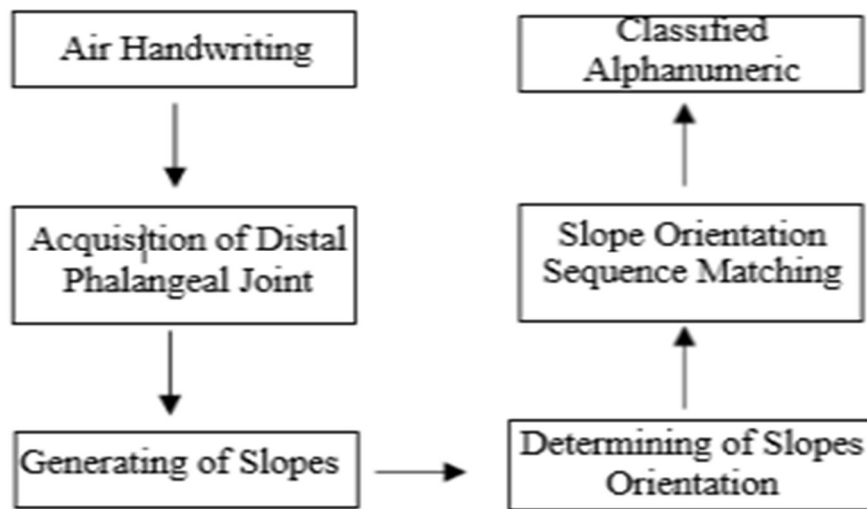 Air Handwriting
Acquisition of Distal
Phalangeal Joint
Generating of Slopes
Determining of Slopes
Orientation
Slope Orientation
Sequence Matching
Classified
Alphanumeric